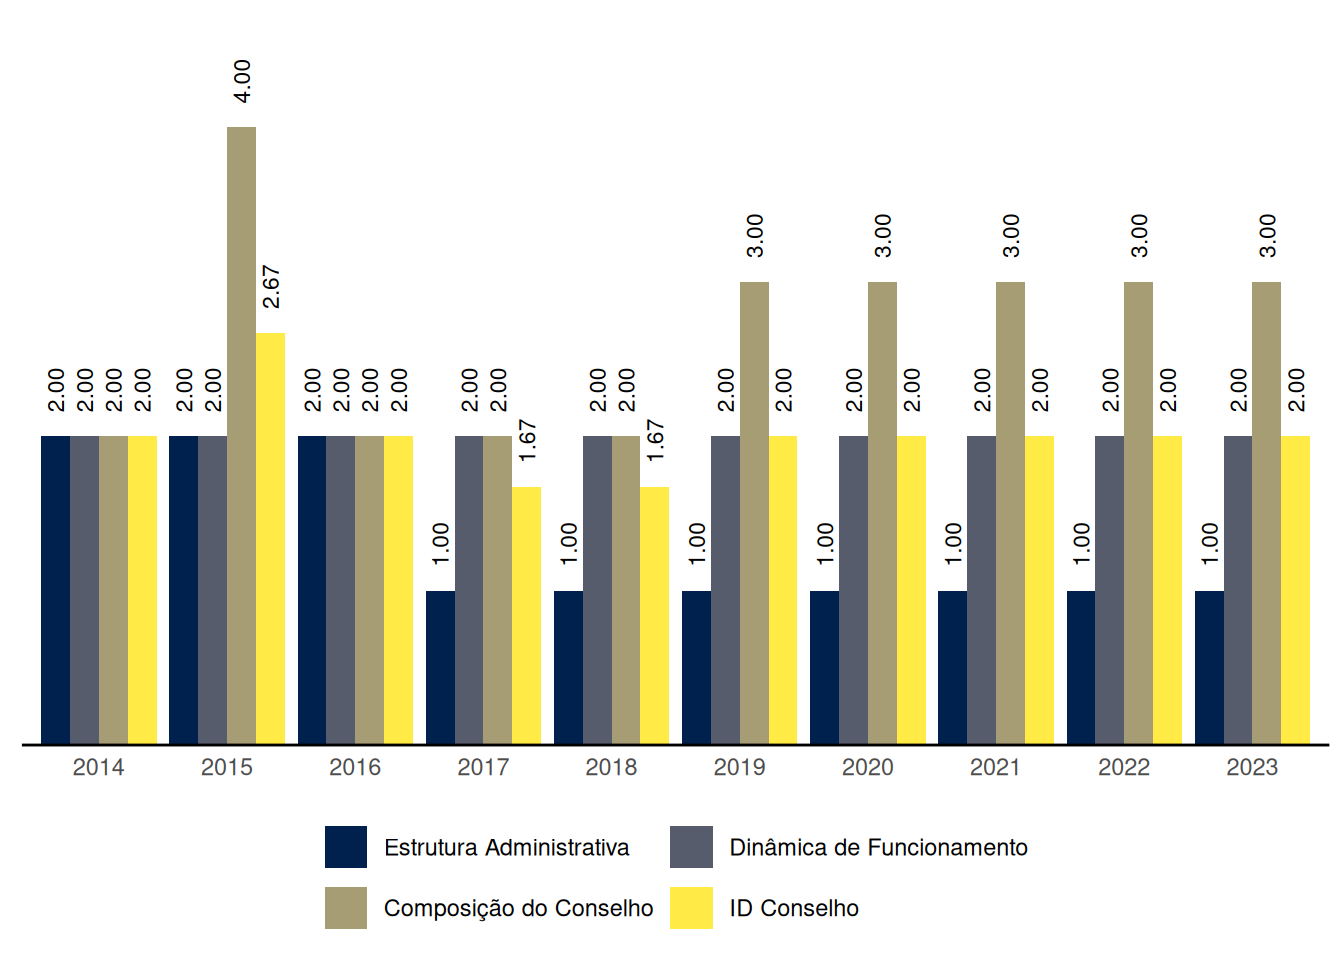 4.00
2.67
3.00 3.00 3.00 3.00 3.00
2.00 2.00 2.00 2.00 2.00 2.00 2.00 2.00 2.00 2.00 2.00 2.00 2.00 2.00 2.00 2.00 2.00 2.00 2.00 2.00 2.00 2.00 2.00 2.00
1.67 1.67
1.00 1.00 1.00 1.00 1.00 1.00 1.00
2014 2015 2016 2017 2018 2019 2020 2021 2022 2023
Estrutura Administrativa Dinâmica de Funcionamento
Composição do Conselho ID Conselho